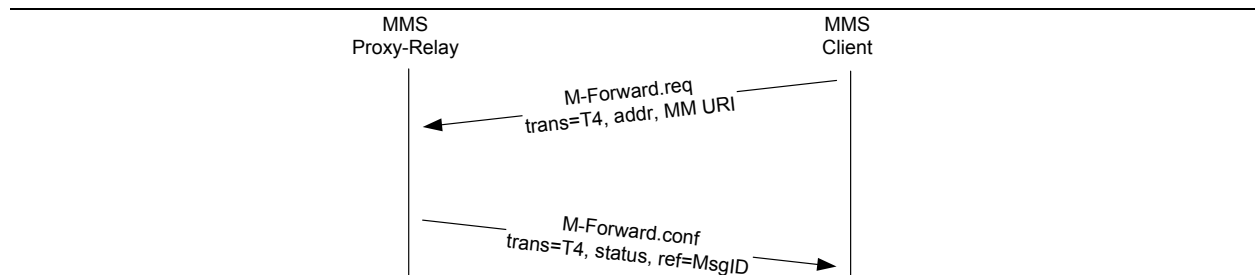 MMS
Proxy-Relay
MMS
Client
M-Forward.req
trans=T4, addr, MM URI
M-Forward.conf
trans=T4, status, ref=MsgID